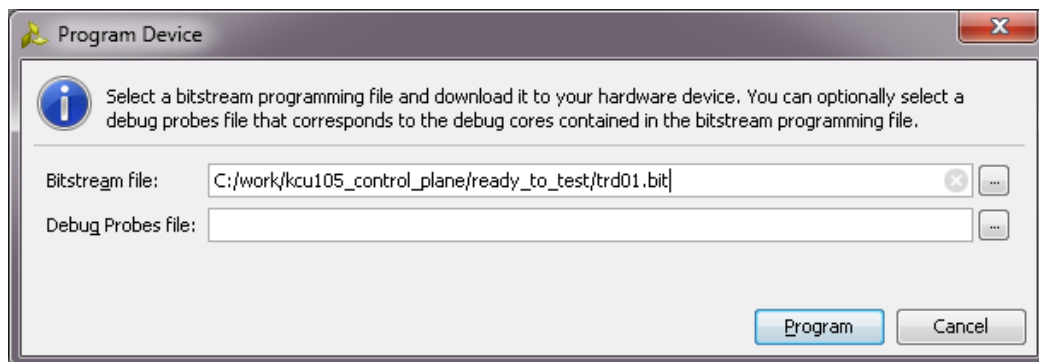 Program Device
Select a bitstream programming file and download it to your hardware device. You can optionally select a
debug probes file that corresponds to the debug cores contained in the bitstream programming file.
Bitstream file: C:/work/kcu105_control_plane/ready_to_test/trd01.bit ...
Debug Probes file: ...
Program Cancel